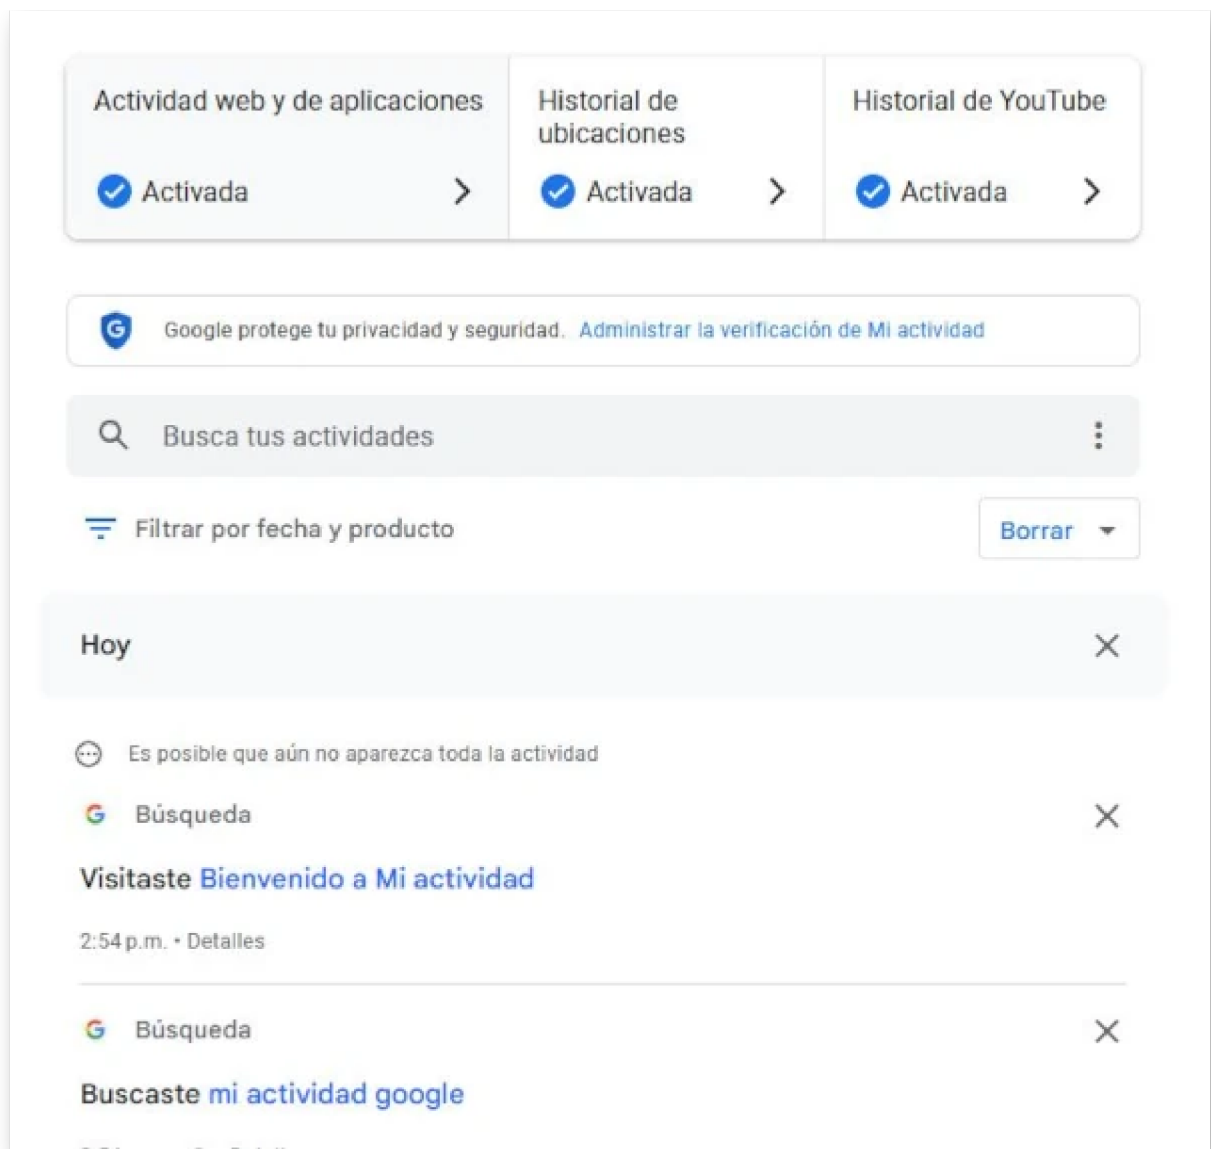 Actividad web y de aplicaciones
Activada
Historial de
ubicaciones
Activada
Historial de YouTube
Activada
Google protege tu privacidad y seguridad. Administrar la verificación de Mi actividad
Busca tus actividades
Filtrar por fecha y producto
Borrar
Hoy
Es posible que aún no aparezca toda la actividad
Búsqueda
Visitaste Bienvenido a Mi actividad
2:54 p.m. • Detalles
Búsqueda
Buscaste mi actividad google